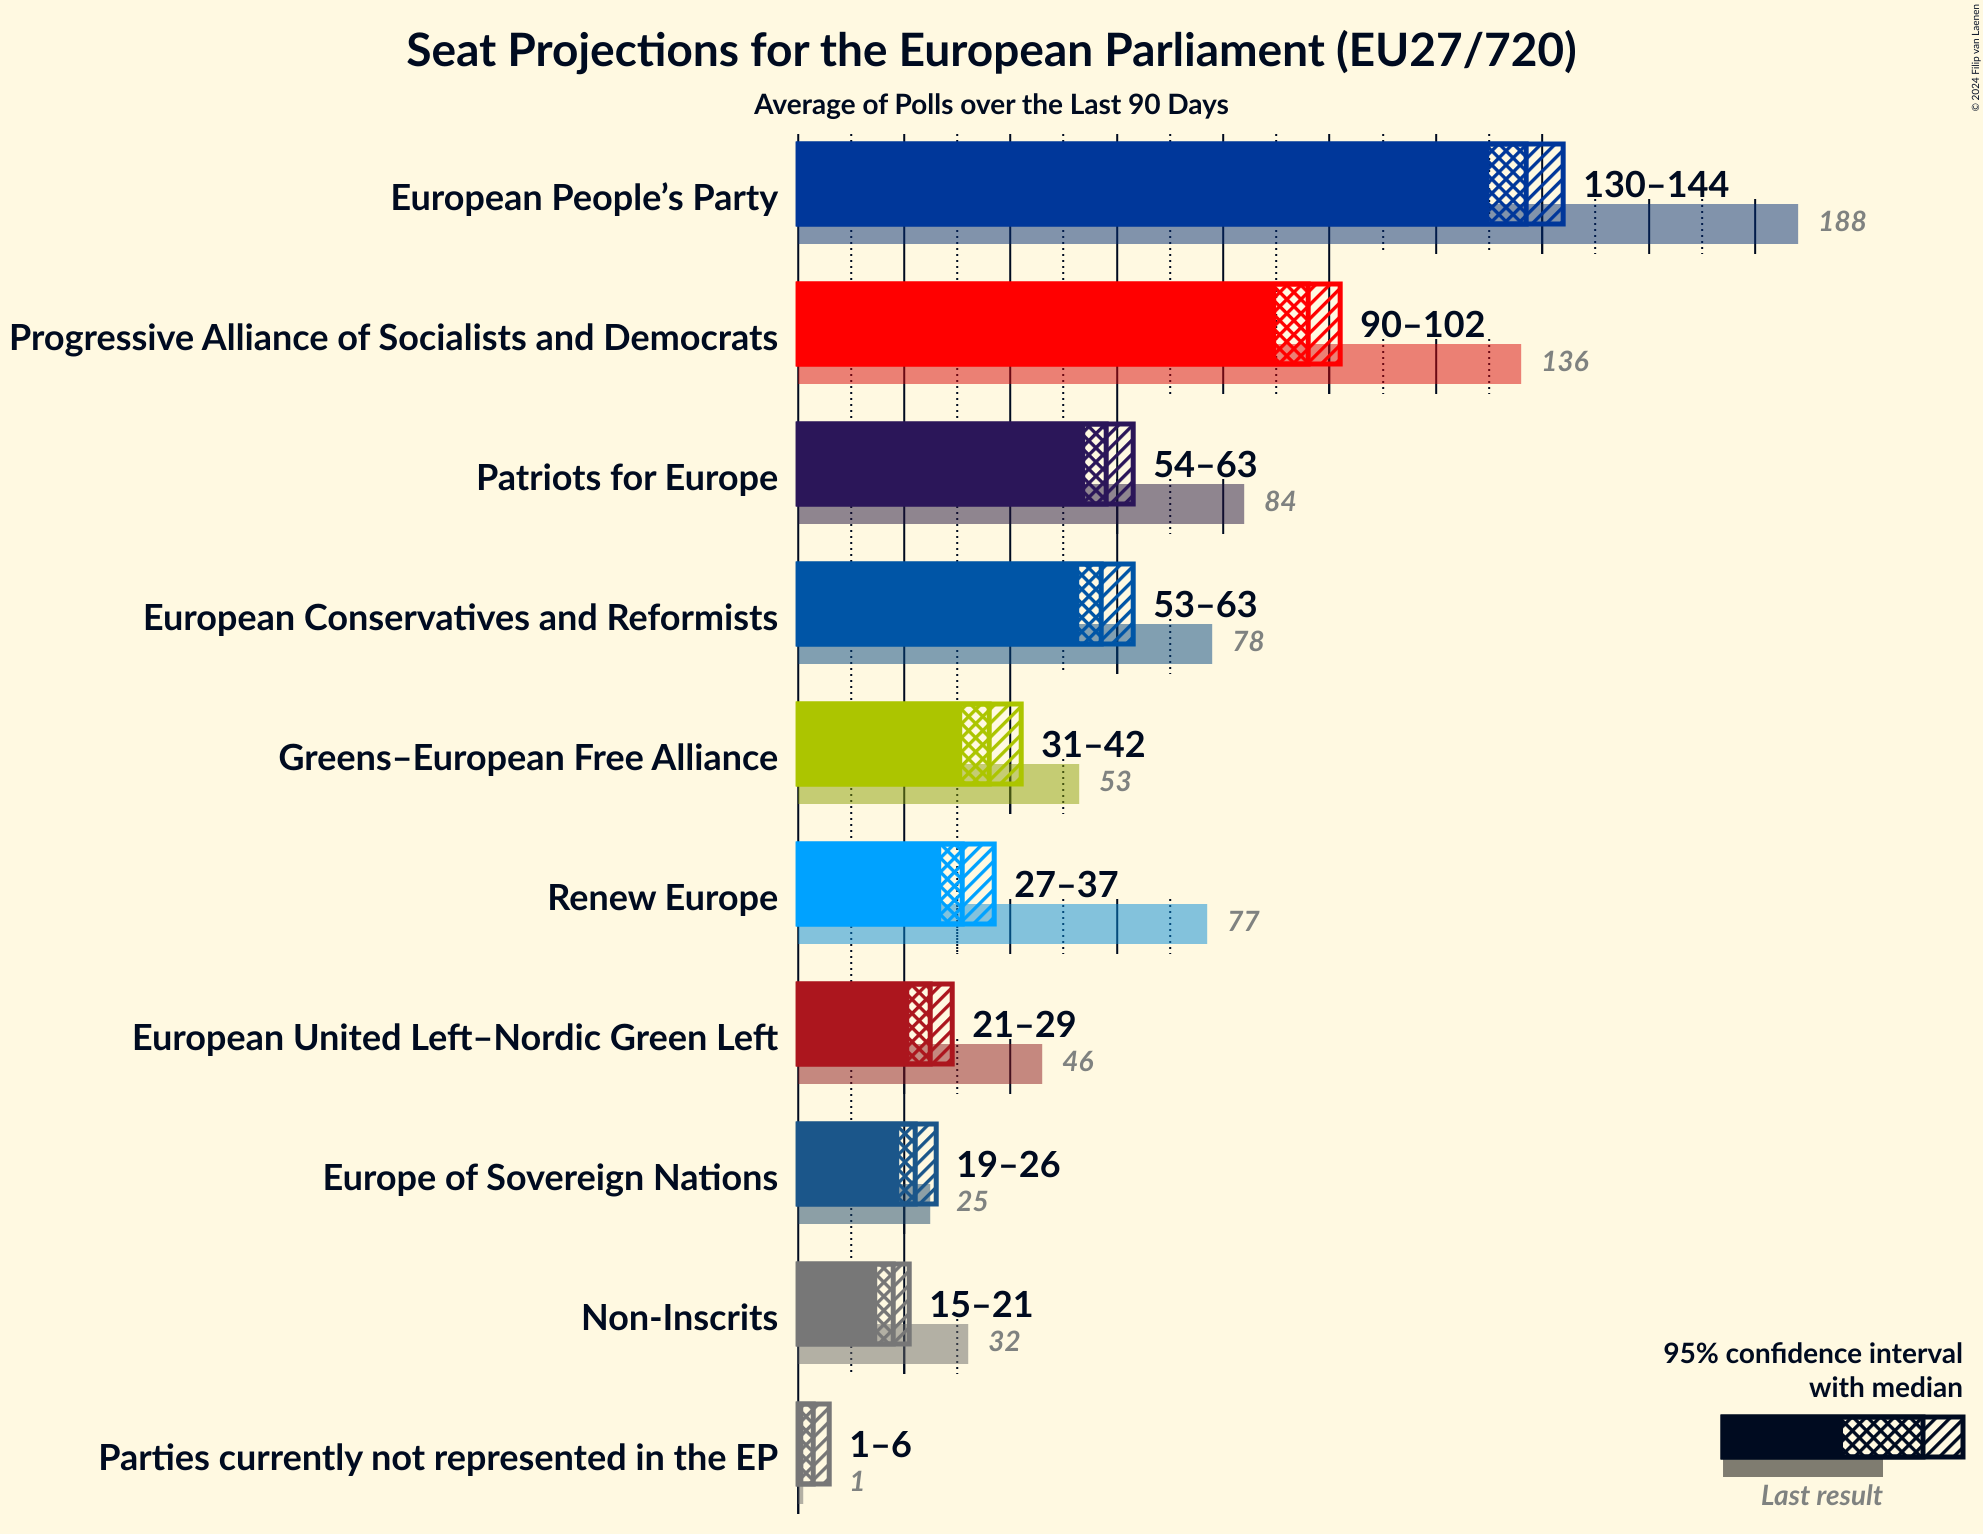 Seat Projections for the European Parliament (EU27/720)
Average of Polls over the Last 90 Days
© 2024 Filip van Laenen
European People’s Party
130–144
188
Progressive Alliance of Socialists and Democrats
90–102
136
Patriots for Europe
54–63
84
European Conservatives and Reformists
53–63
78
Greens–European Free Alliance
31–42
53
Renew Europe
27–37
77
European United Left–Nordic Green Left
21–29
46
Europe of Sovereign Nations
19–26
25
Non-Inscrits
15–21
32
Parties currently not represented in the EP
1–6
1
95% confidence interval
with median
Last result